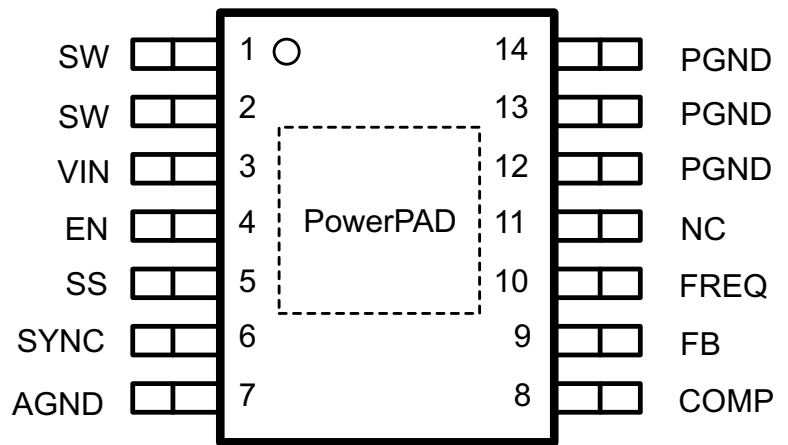 SW 1 14 PGND
SW 2 13 PGND
VIN 3 12 PGND
EN 4 PowerPAD 11 NC
SS 5 10 FREQ
SYNC 6 9 FB
AGND 7 8 COMP